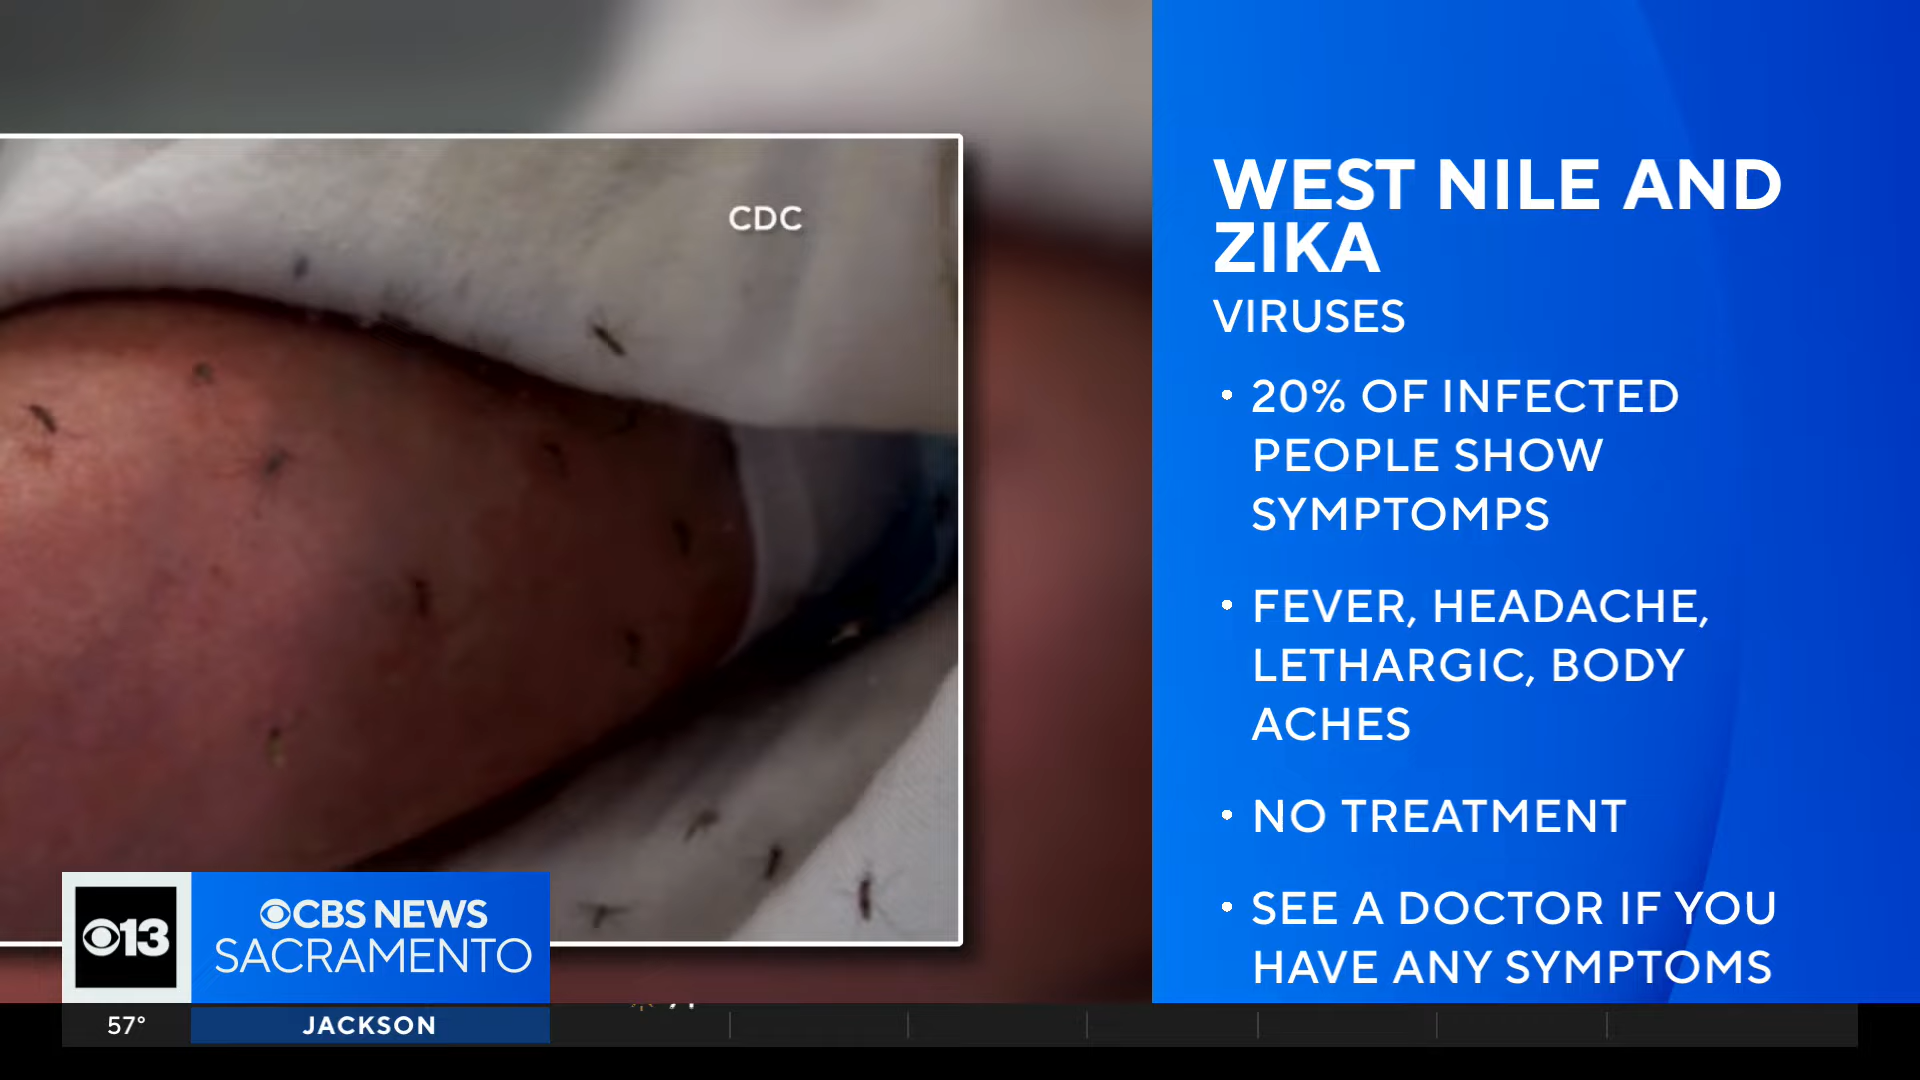 CDC
WEST NILE AND
ZIKA
VIRUSES
• 20% OF INFECTED
PEOPLE SHOW
SYMPTOMPS
• FEVER, HEADACHE,
LETHARGIC, BODY
ACHES
• NO TREATMENT
• SEE A DOCTOR IF YOU
HAVE ANY SYMPTOMS
13
CBS NEWS
SACRAMENTO
57°
JACKSON